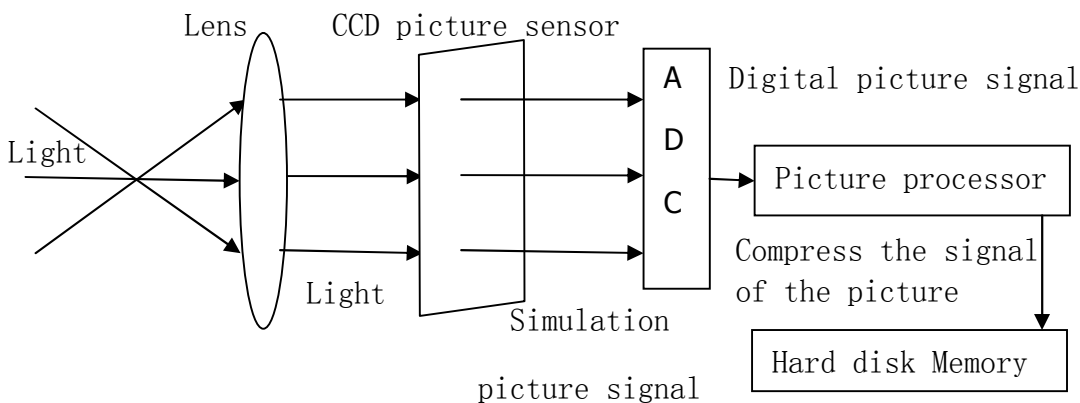 Lens
CCD picture sensor
A
D
C
Digital picture signal
Light
Picture processor
Light
Compress the signal
of the picture
Simulation
picture signal
Hard disk Memory